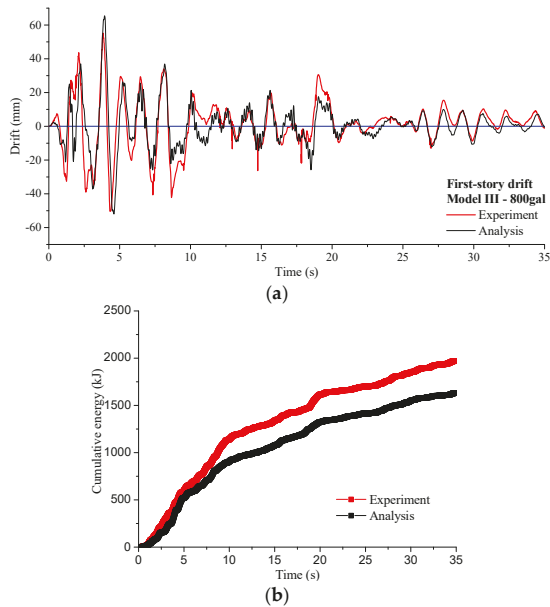 60
40
20
0
-20
-40
-60
Drift (mm)
First-story drift
Model III - 800gal
Experiment
Analysis
0 5 10 15 20 25 30 35
Time (s)
(a)
2500
2000
1500
1000
500
0
Cumulative energy (kJ)
Experiment
Analysis
0 5 10 15 20 25 30 35
Time (s)
(b)